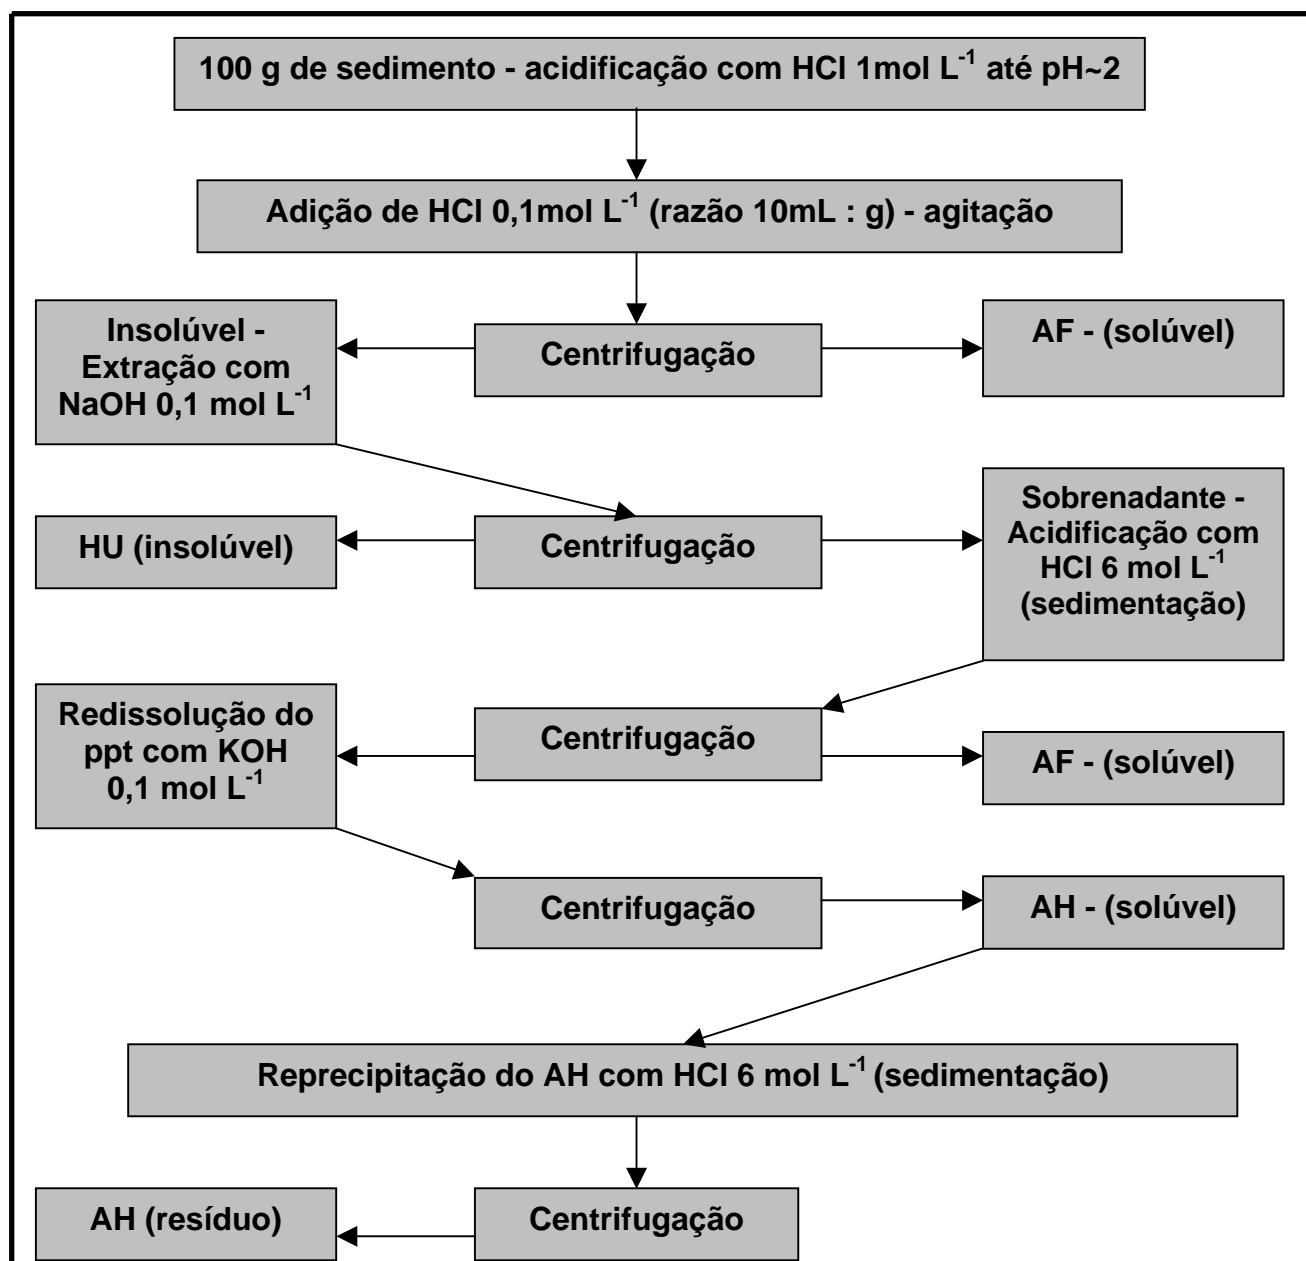 100 g de sedimento - acidificação com HCl 1mol L⁻¹ até pH~2
Adição de HCl 0,1mol L⁻¹ (razão 10mL : g) - agitação
Insolúvel -
Extração com
NaOH 0,1 mol L⁻¹
Centrifugação
AF - (solúvel)
HU (insolúvel)
Centrifugação
Sobrenadante -
Acidificação com
HCl 6 mol L⁻¹
(sedimentação)
Redissolução do
ppt com KOH
0,1 mol L⁻¹
Centrifugação
AF - (solúvel)
Centrifugação
AH - (solúvel)
Reprecipitação do AH com HCl 6 mol L⁻¹ (sedimentação)
AH (resíduo)
Centrifugação